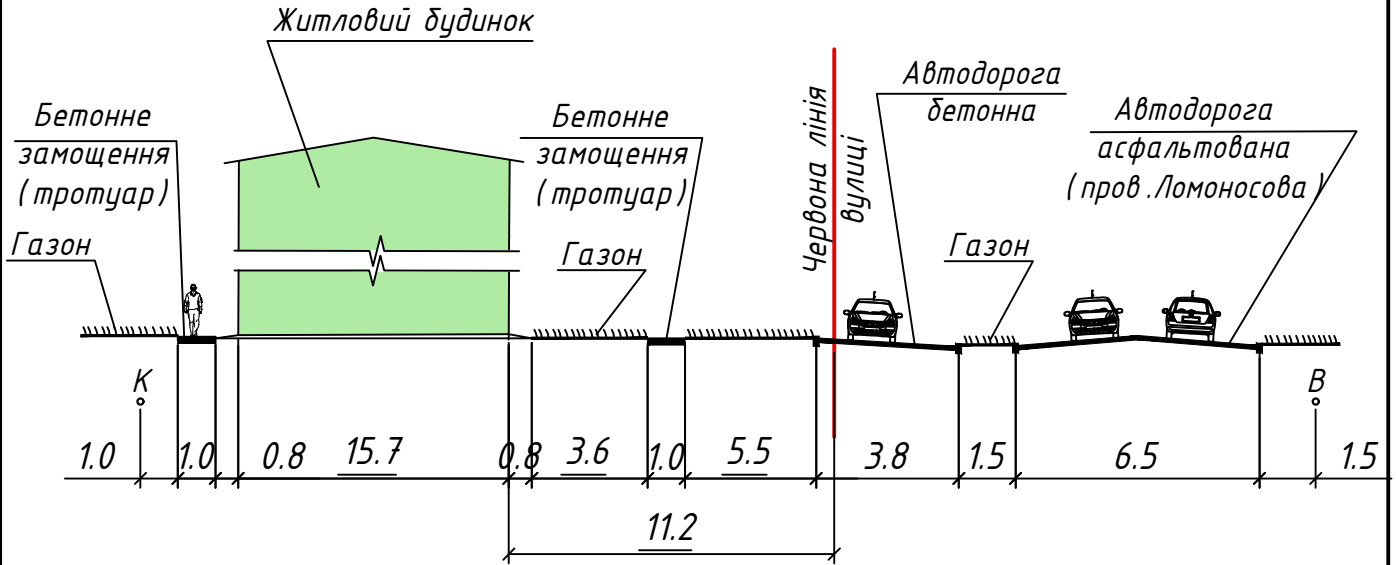 Житловий будинок
Бетонне
замощення
(тротуар)
Газон
Бетонне
замощення
(тротуар)
Газон
Червона лінія
вулиці
Автодорога
бетонна
Газон
Автодорога
асфальтована
(пров.Ломоносова)
К
В
1.0
1.0
0.8
15.7
0.8
3.6
1.0
5.5
3.8
1.5
6.5
1.5
11.2